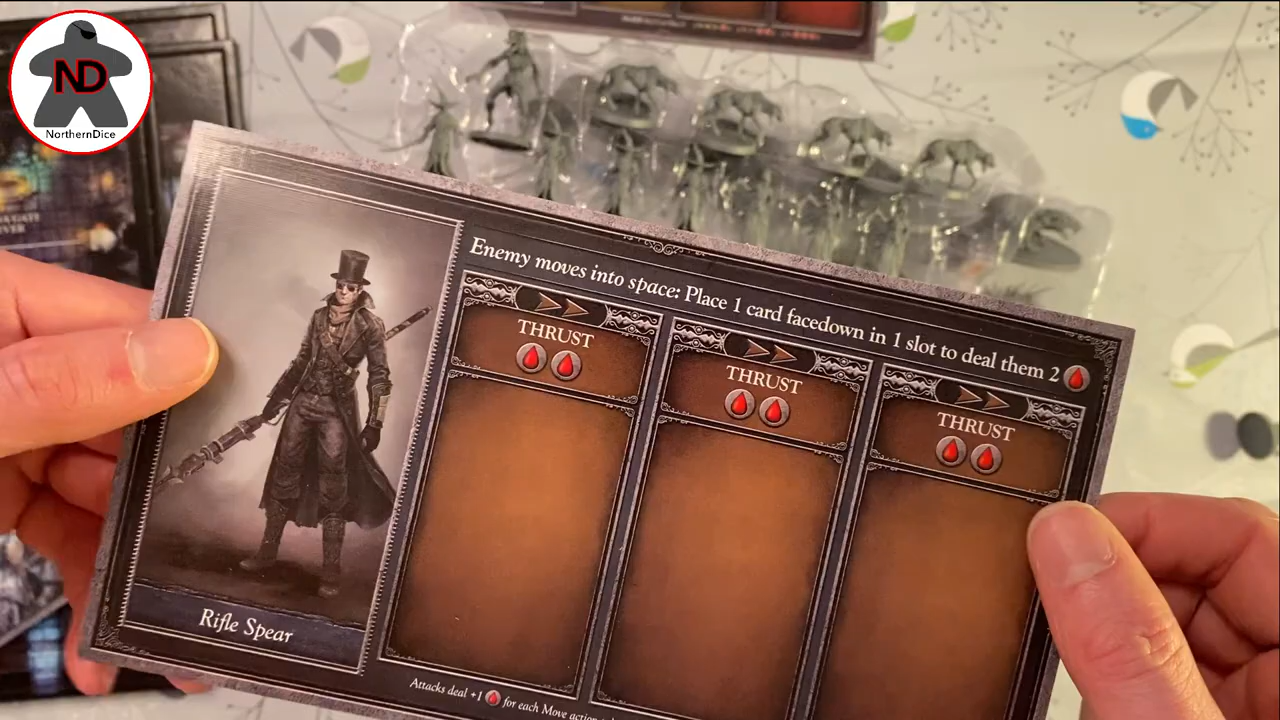 ND
NorthernDice
Enemy moves into space: Place 1 card facedown in 1 slot to deal them 2
THRUST
THRUST
THRUST
Rifle Spear
Attacks deal +1 for each Move action